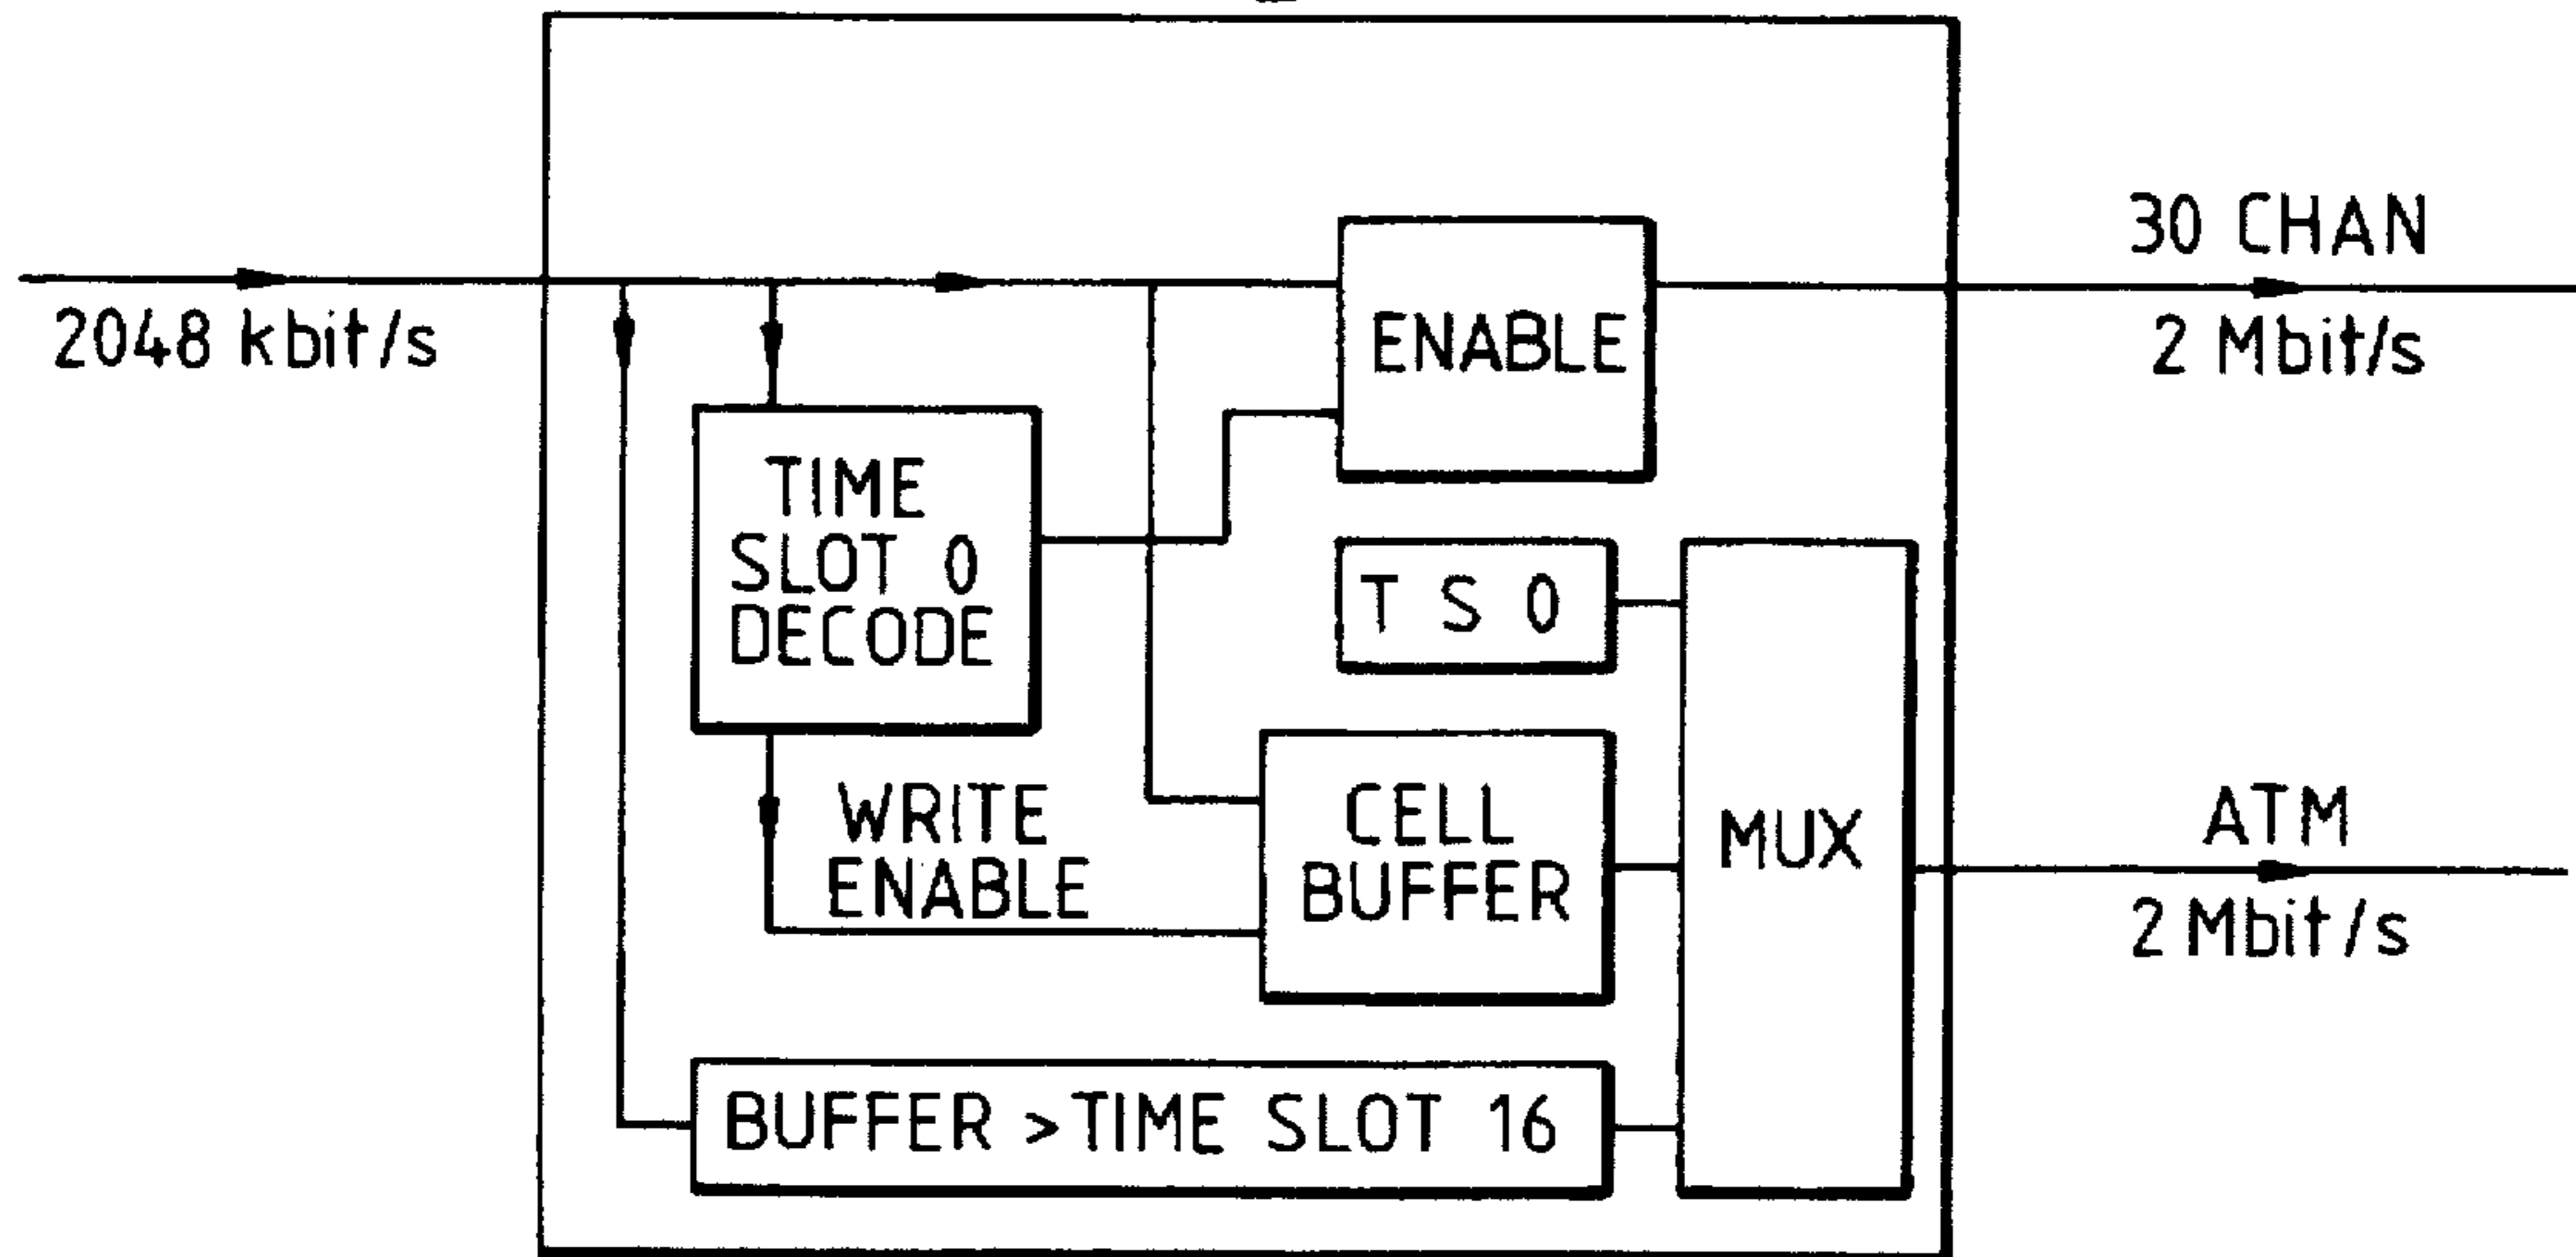 30 CHAN
2048 kbit/s
2 Mbit/s
ENABLE
TIME
SLOT 0
DECODE
T S 0
WRITE
ENABLE
CELL
BUFFER
MUX
ATM
2 Mbit/s
BUFFER > TIME SLOT 16